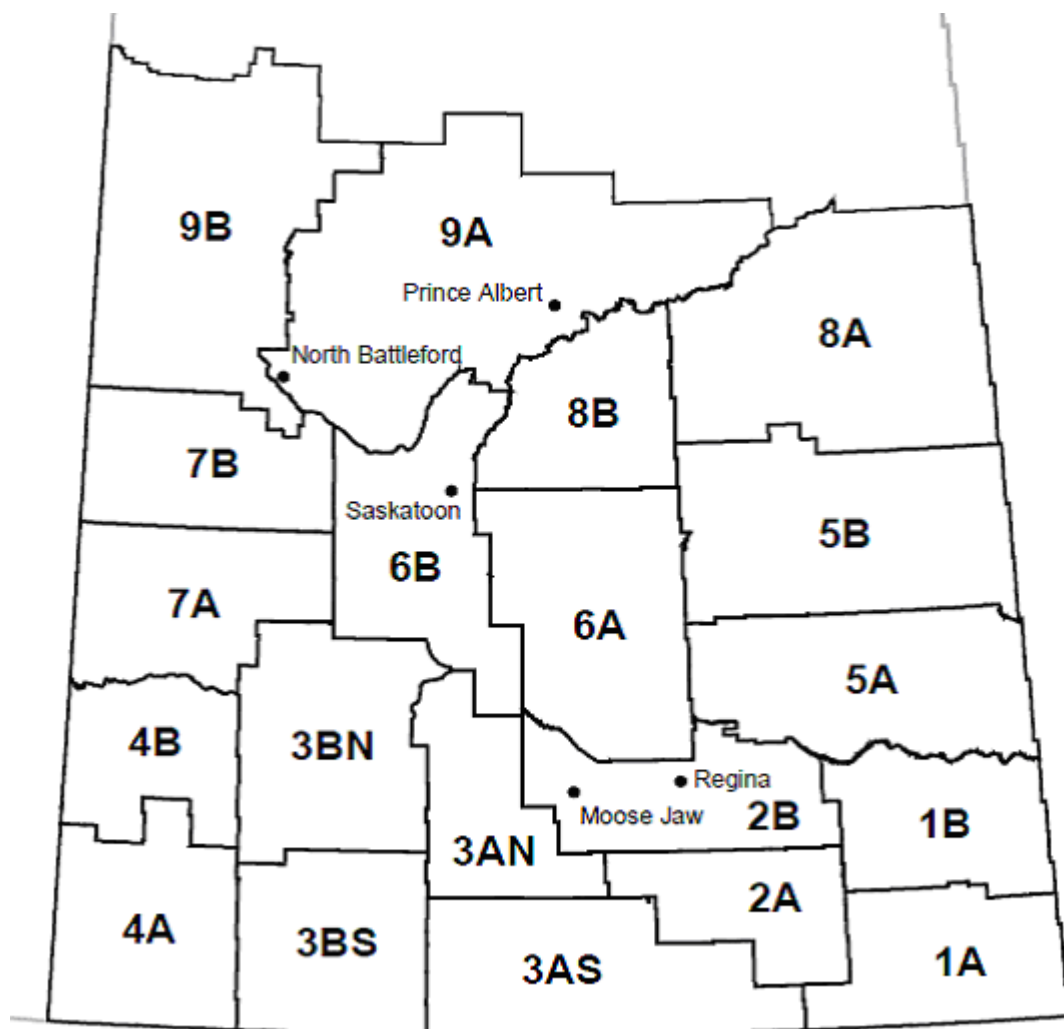 9B
9A
Prince Albert
8A
North Battleford
8B
7B
Saskatoon
5B
6B
7A
6A
5A
4B
3BN
Regina
Moose Jaw
2B
1B
3AN
2A
4A
3BS
3AS
1A